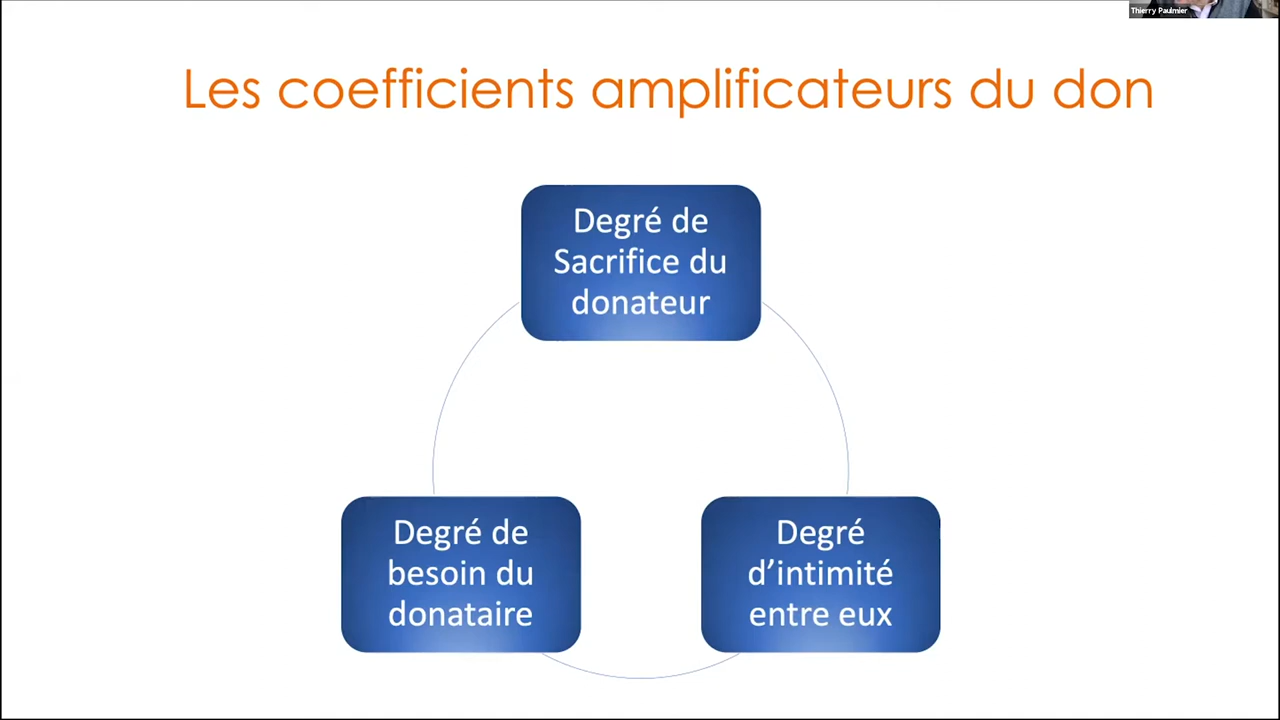 Thierry Paulmier
Les coefficients amplificateurs du don
Degré de
Sacrifice du
donateur
Degré de
besoin du
donataire
Degré
d’intimité
entre eux